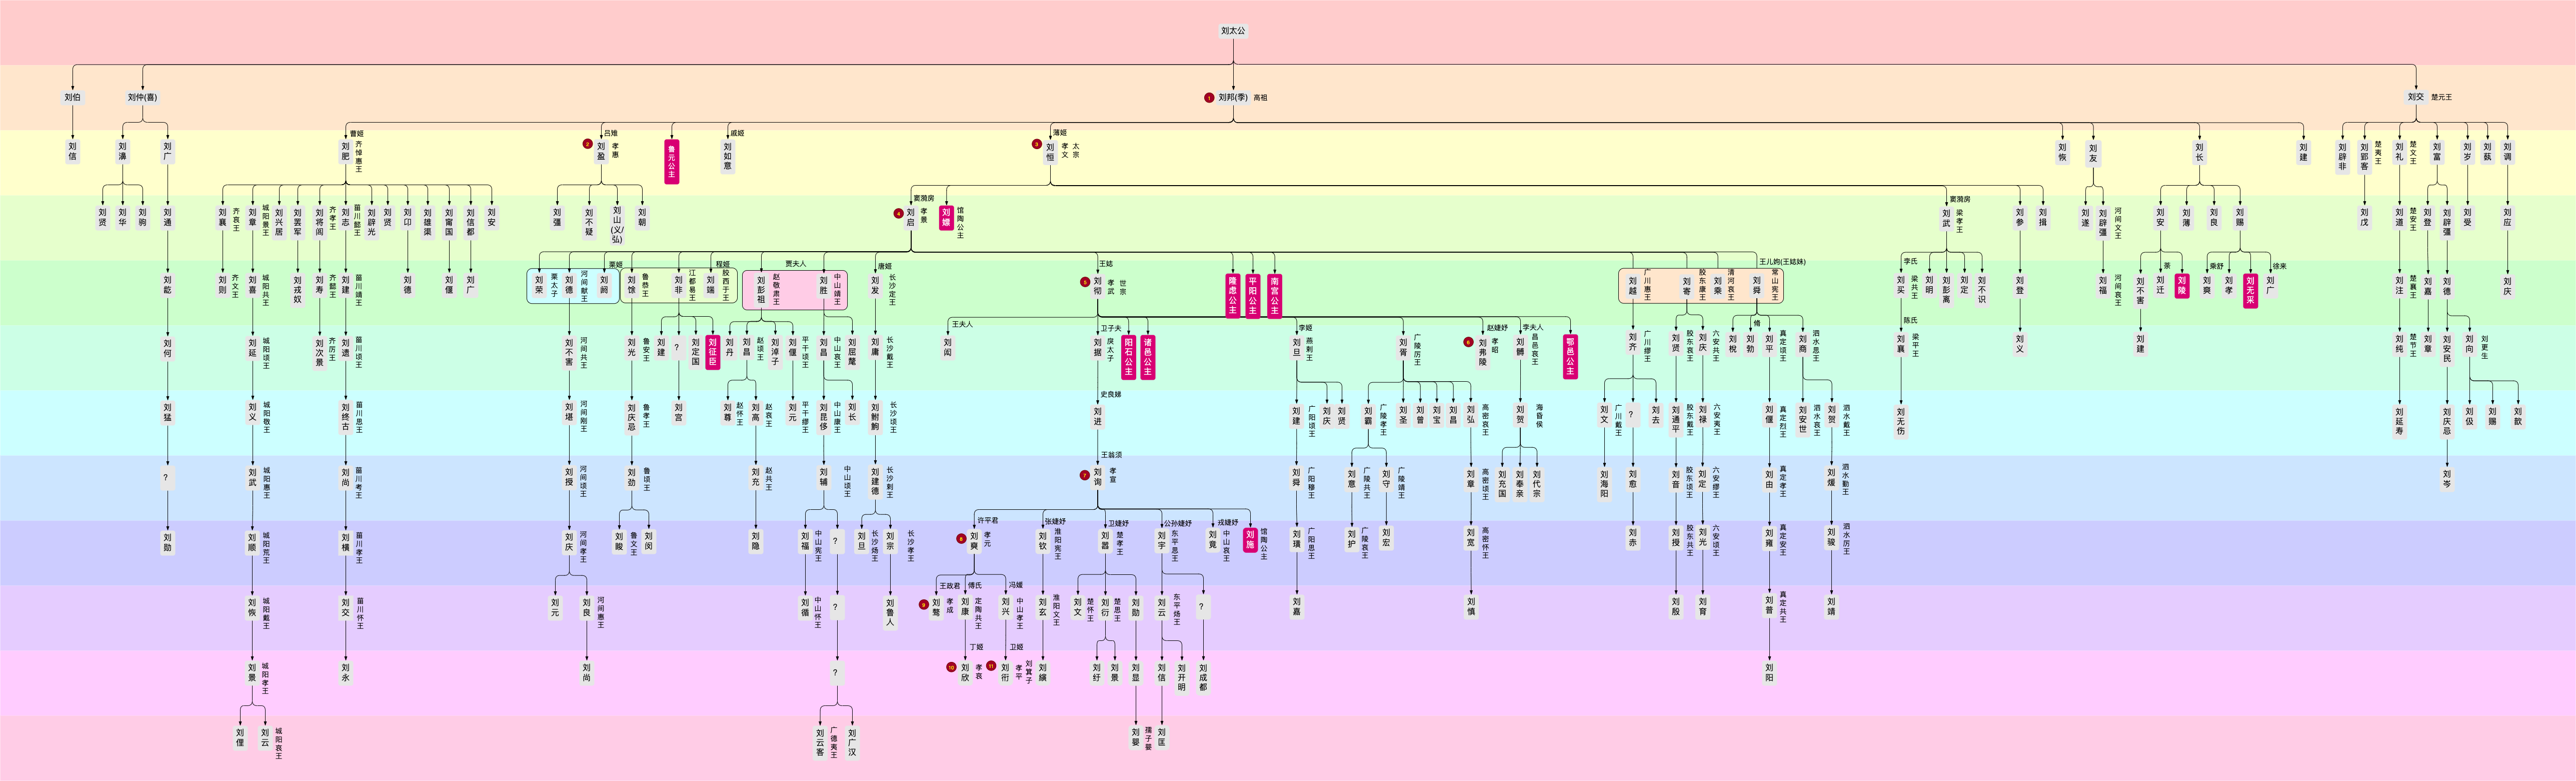 刘太公
刘伯
刘仲(喜)
1
刘邦(季)
高祖
刘交
楚元王
刘信
刘濞
刘广
曹姬
刘肥
齐悼惠王
吕雉
2
刘盈
孝惠
鲁元公主
戚姬
刘如意
薄姬
3
刘恒
孝文
太宗
刘恢
刘友
刘长
刘建
刘辟非
刘郢客
楚夷王
刘礼
楚文王
刘富
刘岁
刘蓺
刘调
刘贤
刘华
刘驹
刘通
刘襄
齐哀王
刘章
城阳景王
刘兴居
刘罢军
刘将闾
齐孝王
刘志
菑川懿王
刘辟光
刘贤
刘卬
刘雄渠
刘甯国
刘信都
刘安
刘彊
刘不疑
刘山(义/弘)
刘朝
窦漪房
4
刘启
孝景
刘嫖
馆陶公主
窦漪房
刘武
梁孝王
刘参
刘揖
刘遂
刘辟彊
河间文王
刘安
刘薄
刘良
刘赐
刘戊
刘道
楚安王
刘登
刘辟彊
刘受
刘应
刘龁
刘则
齐文王
刘喜
城阳共王
刘戎奴
刘寿
齐懿王
刘建
菑川靖王
刘德
刘偃
刘广
栗姬
刘荣
栗太子
刘德
河间献王
刘阏
程姬
刘馀
鲁恭王
刘非
江都易王
刘端
胶西于王
贾夫人
刘彭祖
赵敬肃王
刘胜
中山靖王
唐姬
刘发
长沙定王
王娡
5
刘彻
孝武
世宗
隆虑公主
平阳公主
南宫公主
王儿姁(王娡妹)
刘越
广川惠王
刘寄
胶东康王
刘乘
清河哀王
刘舜
常山宪王
李氏
刘买
梁共王
刘明
刘彭离
刘定
刘不识
刘登
刘福
河间哀王
刘不害
荼
刘迁
刘陵
乘舒
刘爽
刘孝
刘无采
徐来
刘广
刘注
楚襄王
刘嘉
刘德
刘庆
刘何
刘延
城阳顷王
刘次景
齐厉王
刘遗
菑川顷王
刘不害
河间共王
刘光
鲁安王
刘建
?
刘定国
刘征臣
刘丹
刘昌
赵顷王
刘淖子
刘偃
平干顷王
刘昌
中山哀王
刘屈氂
刘庸
长沙戴王
王夫人
刘闳
卫子夫
刘据
戾太子
阳石公主
诸邑公主
李姬
刘旦
燕剌王
刘胥
广陵厉王
赵婕妤
6
刘弗陵
孝昭
李夫人
刘髆
昌邑哀王
鄂邑公主
刘齐
广川缪王
刘贤
胶东哀王
刘庆
六安共王
刘棁
脩
刘勃
刘平
真定顷王
刘商
泗水思王
陈氏
刘襄
梁平王
刘义
刘建
刘纯
楚节王
刘章
刘安民
刘向
刘更生
刘猛
刘义
城阳敬王
刘终古
菑川思王
刘堪
河间刚王
刘庆忌
鲁孝王
刘宫
刘尊
赵怀王
刘高
赵哀王
刘元
平干缪王
刘昆侈
中山康王
刘长
刘鲋鮈
长沙顷王
史良娣
刘进
刘建
广阳顷王
刘庆
刘贤
刘霸
广陵孝王
刘圣
刘曾
刘宝
刘昌
刘弘
高密哀王
刘贺
海昏侯
刘文
广川戴王
?
刘去
刘通平
胶东戴王
刘禄
六安夷王
刘偃
真定烈王
刘安世
泗水哀王
刘贺
泗水戴王
刘无伤
刘延寿
刘庆忌
刘伋
刘赐
刘歆
?
刘武
城阳惠王
刘尚
菑川考王
刘授
河间顷王
刘劲
鲁顷王
刘充
赵共王
刘辅
中山顷王
刘建德
长沙剌王
王翁须
7
刘询
孝宣
刘舜
广阳穆王
刘意
广陵共王
刘守
广陵靖王
刘章
高密顷王
刘充国
刘奉亲
刘代宗
刘海阳
刘愈
刘音
胶东顷王
刘定
六安缪王
刘由
真定孝王
刘煖
泗水勤王
刘岑
刘勋
刘顺
城阳荒王
刘横
菑川孝王
刘庆
河间孝王
刘睃
鲁文王
刘闵
刘隐
刘福
中山宪王
?
刘旦
长沙炀王
刘宗
长沙孝王
许平君
8
刘奭
孝元
张婕妤
刘钦
淮阳宪王
卫婕妤
刘嚣
楚孝王
公孙婕妤
刘宇
东平思王
戎婕妤
刘竟
中山哀王
刘施
馆陶公主
刘璜
广阳思王
刘护
广陵哀王
刘宏
刘宽
高密怀王
刘赤
刘授
胶东共王
刘光
六安顷王
刘雍
真定安王
刘骏
泗水厉王
刘恢
城阳戴王
刘交
菑川怀王
刘元
刘良
河间惠王
刘循
中山怀王
?
刘鲁人
王政君
9
刘骜
孝成
傅氏
刘康
定陶共王
冯媛
刘兴
中山孝王
刘玄
淮阳文王
刘文
楚怀王
刘衍
楚思王
刘勋
刘云
东平炀王
?
刘嘉
刘慎
刘殷
刘育
刘普
真定共王
刘靖
刘景
城阳孝王
刘永
刘尚
?
丁姬
10
刘欣
孝哀
卫姬
11
刘衎
孝平
刘箕子
刘縯
刘纡
刘景
刘显
刘信
刘开明
刘成都
刘阳
刘俚
刘云
城阳哀王
刘云客
广德夷王
刘广汉
刘婴
孺子婴
刘匡